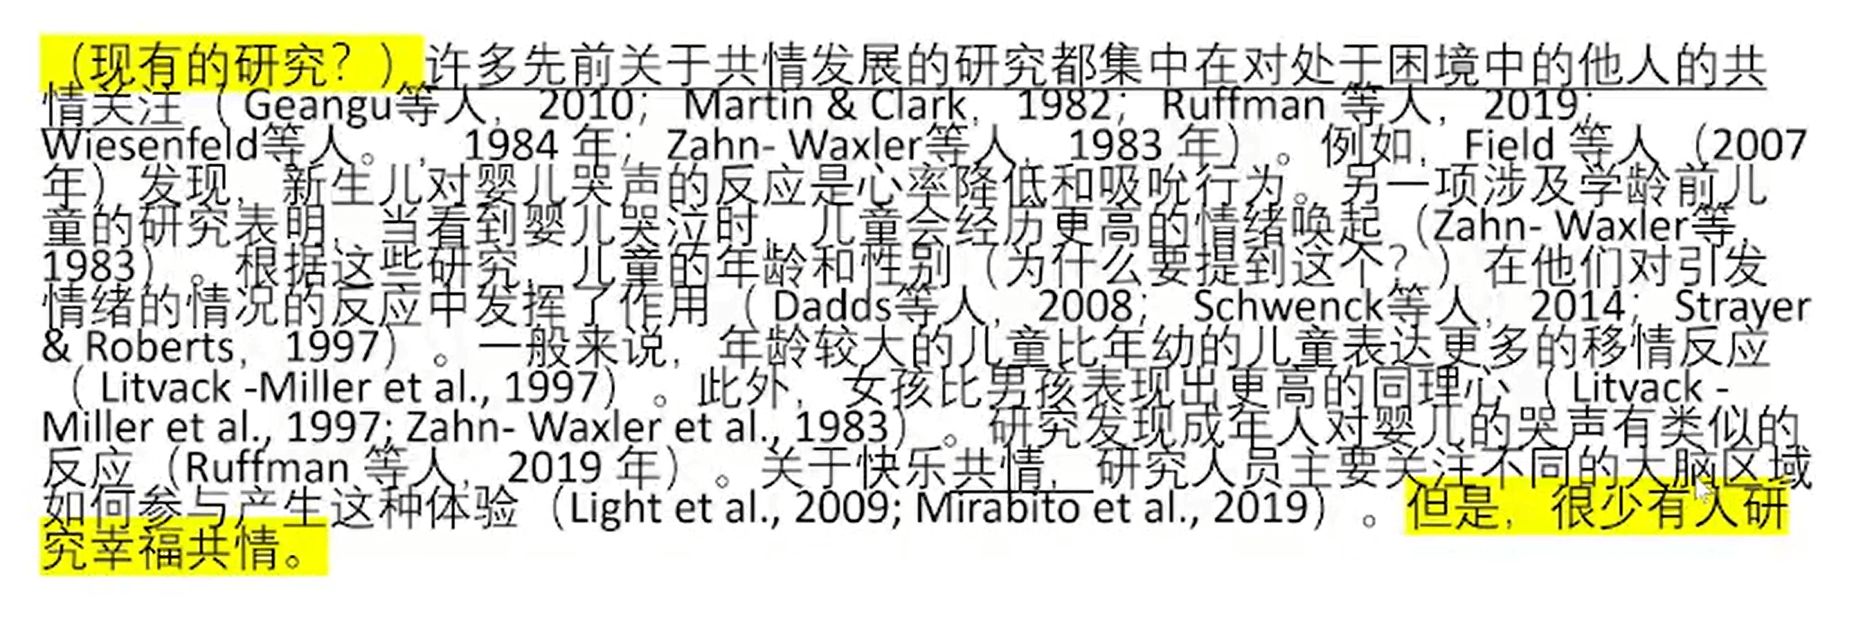 （现有的研究？）许多先前关于共情发展的研究都集中在对处于困境中的他人的共
情关注（ Geangu等人，2010； Martin & Clark，1982； Ruffman 等人，2019；
Wiesenfeld等人。，1984 年； Zahn- Waxler等人，1983 年）。例如，Field 等人（2007
年）发现，新生儿对婴儿哭声的反应是心率降低和吸吮行为。另一项涉及学龄前儿
童的研究表明，当看到婴儿哭泣时，儿童会经历更高的情绪唤起（Zahn- Waxler等，
1983）。根据这些研究，儿童的年龄和性别（为什么要提到这个？）在他们对引发
情绪的情况的反应中发挥了作用（ Dadds等人，2008； Schwenck等人，2014； Strayer
& Roberts，1997）。一般来说，年龄较大的儿童比年幼的儿童表达更多的移情反应
（ Litvack -Miller et al., 1997）。此外，女孩比男孩表现出更高的同理心（ Litvack -
Miller et al., 1997; Zahn- Waxler et al., 1983）。研究发现成年人对婴儿的哭声有类似的
反应（Ruffman 等人，2019 年）。关于快乐共情，研究人员主要关注不同的大脑区域
如何参与产生这种体验（Light et al., 2009; Mirabito et al., 2019）。但是，很少有人研
究幸福共情。